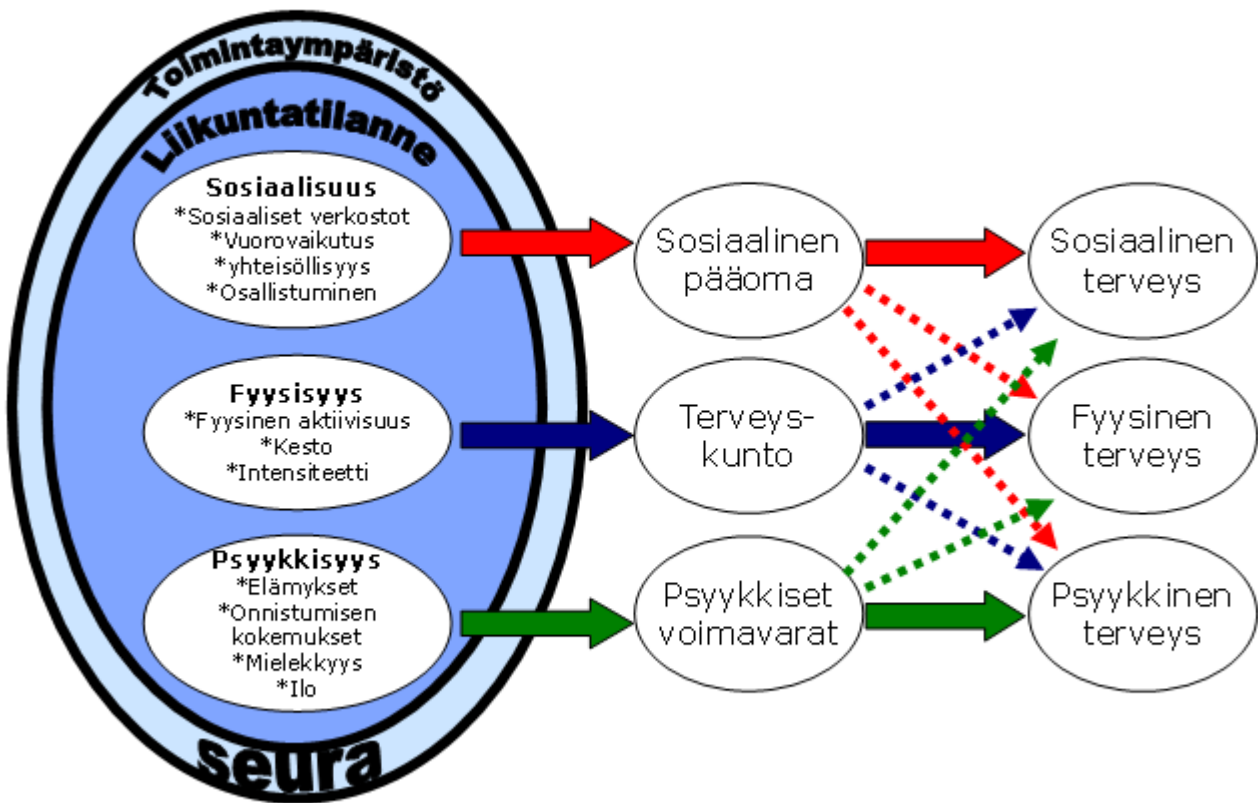 Toimintaympäristö
Liikuntatilanne
Sosiaalisuus
*Sosiaaliset verkostot
*Vuorovaikutus
*yhteisöllisyys
*Osallistuminen
Sosiaalinen
pääoma
Sosiaalinen
terveys
Fyysisyys
*Fyysinen aktiivisuus
*Kesto
*Intensiteetti
Terveys-
kunto
Fyysinen
terveys
Psyykkisyys
*Elämykset
*Onnistumisen
kokemukset
*Mielekkyys
*Ilo
Psyykkiset
voimavarat
Psyykkinen
terveys
seura